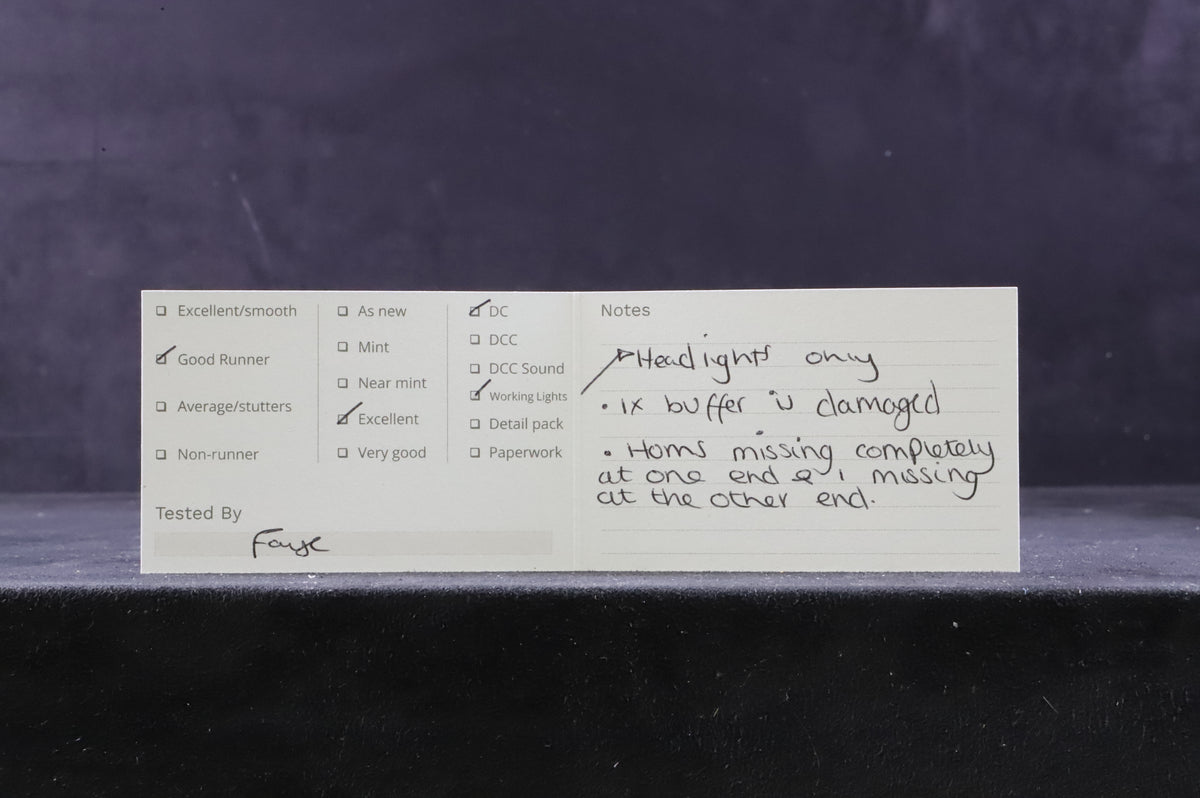 Excellent/smooth
Good Runner
Average/stutters
Non-runner
As new
Mint
Near mint
Excellent
Very good
DC
DCC
DCC Sound
Working Lights
Detail pack
Paperwork
Tested By
Faye
Notes
Headlights only
• 1x buffer is damaged
• Horns missing completely
at one end & 1 missing
at the other end.